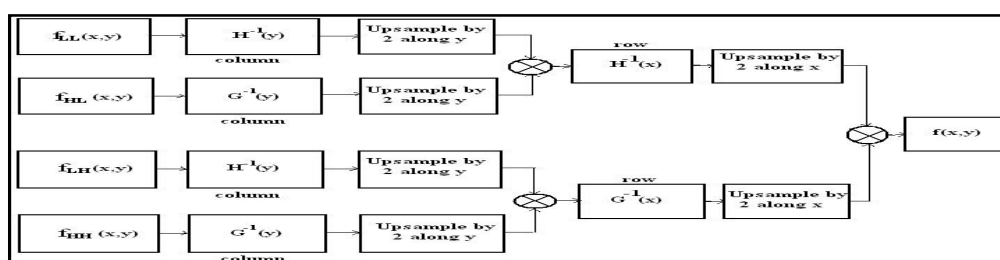 fLL(x,y)
H-1(y)
column
Upsample by
2 along y
fHL (x,y)
G-1(y)
column
Upsample by
2 along y
row
H-1(x)
Upsample by
2 along x
f(x,y)
fLH(x,y)
H-1(y)
column
Upsample by
2 along y
fHH (x,y)
G-1(y)
column
Upsample by
2 along y
row
G-1(x)
Upsample by
2 along x